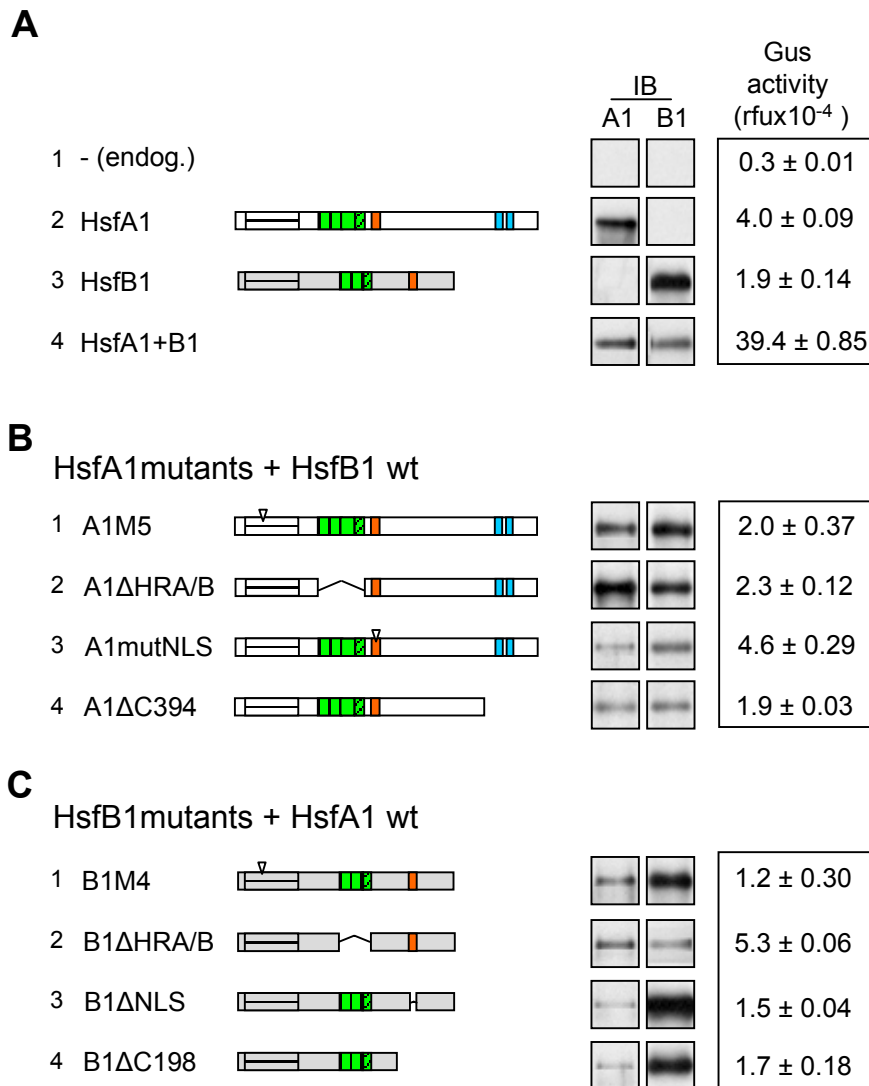 A
Gus
activity
(rfux10-4 )
IB
A1 B1
1 - (endog.) 0.3 ± 0.01
2 HsfA1 4.0 ± 0.09
3 HsfB1 1.9 ± 0.14
4 HsfA1+B1 39.4 ± 0.85
B
HsfA1mutants + HsfB1 wt
1 A1M5 2.0 ± 0.37
2 A1ΔHRA/B 2.3 ± 0.12
3 A1mutNLS 4.6 ± 0.29
4 A1ΔC394 1.9 ± 0.03
C
HsfB1mutants + HsfA1 wt
1 B1M4 1.2 ± 0.30
2 B1ΔHRA/B 5.3 ± 0.06
3 B1ΔNLS 1.5 ± 0.04
4 B1ΔC198 1.7 ± 0.18